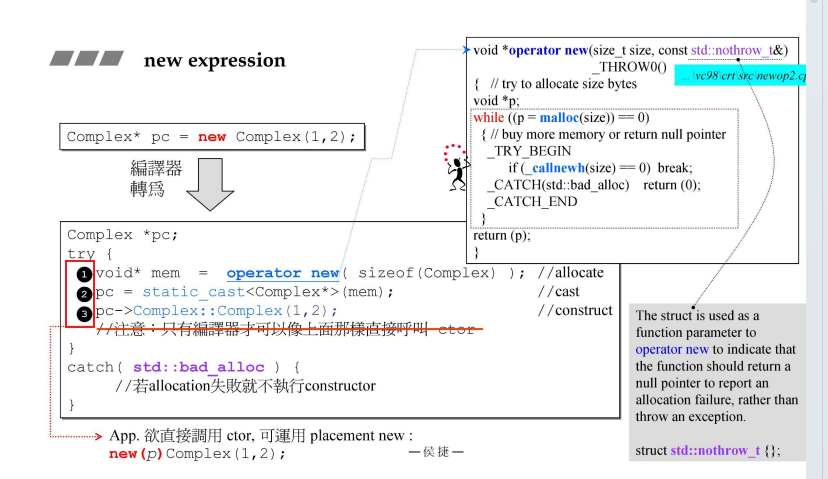 new expression
Complex* pc = new Complex(1,2);
編譯器
轉為
Complex *pc;
try {
❶ void* mem = operator new( sizeof(Complex) ); //allocate
❷ pc = static_cast<Complex*>(mem); //cast
❸ pc->Complex::Complex(1,2); //construct
//注意：只有編譯器才可以像上面那樣直接呼叫 ctor
}
catch( std::bad_alloc ) {
//若allocation失敗就不執行constructor
}
App. 欲直接調用 ctor, 可運用 placement new :
new(p)Complex(1,2);
—侯捷—
void *operator new(size_t size, const std::nothrow_t&)
_THROW0()
...\vc98\crt\src\newop2.cp
{ // try to allocate size bytes
void *p;
while ((p = malloc(size)) == 0)
{ // buy more memory or return null pointer
_TRY_BEGIN
if (_callnewh(size) == 0) break;
_CATCH(std::bad_alloc) return (0);
_CATCH_END
}
return (p);
}
The struct is used as a
function parameter to
operator new to indicate that
the function should return a
null pointer to report an
allocation failure, rather than
throw an exception.
struct std::nothrow_t {};